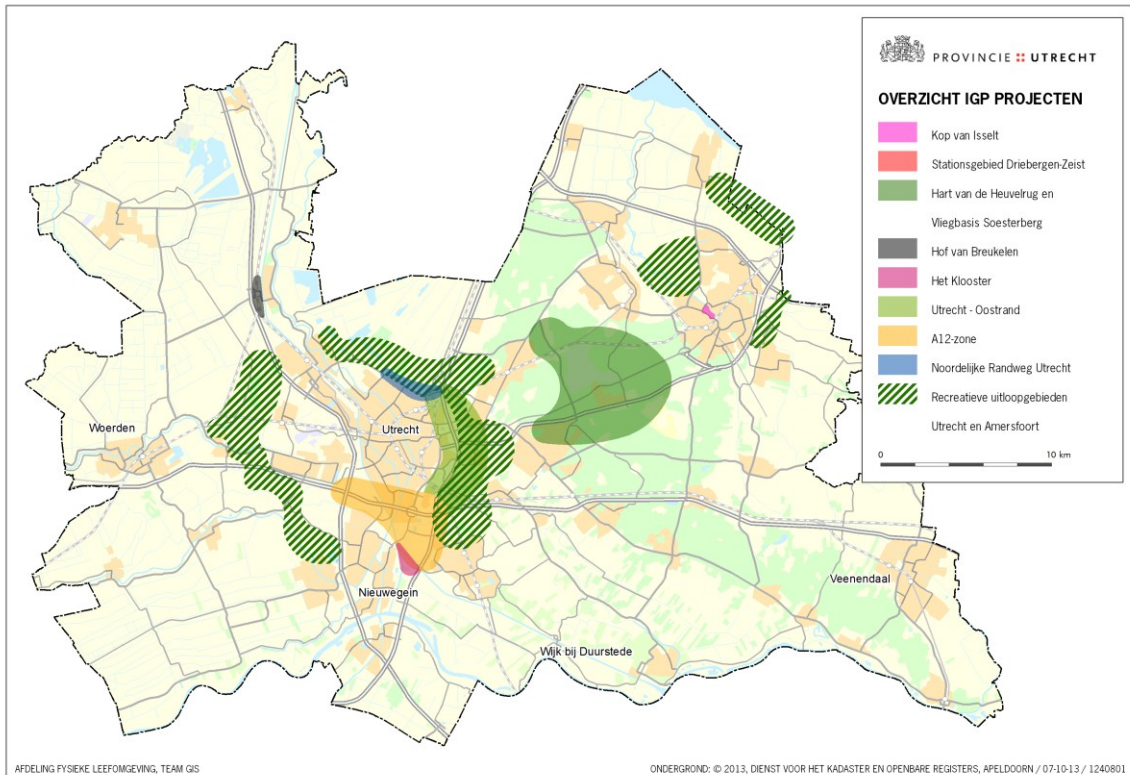 PROVINCIE UTRECHT
OVERZICHT IGP PROJECTEN
Kop van Isselt
Stationsgebied Driebergen-Zeist
Hart van de Heuvelrug en
Vliegbasis Soesterberg
Hof van Breukelen
Het Klooster
Utrecht - Oostrand
A12-zone
Noordelijke Randweg Utrecht
Recreatieve uitloopgebieden
Utrecht en Amersfoort
0 10 km
Woerden
Utrecht
Nieuwegein
Wijk bij Duurstede
Veenendaal
AFDELING FYSIEKE LEEFOMGEVING, TEAM GIS
ONDERGROND: © 2013, DIENST VOOR HET KADASTER EN OPENBARE REGISTERS, APELDOORN / 07-10-13 / 1240801